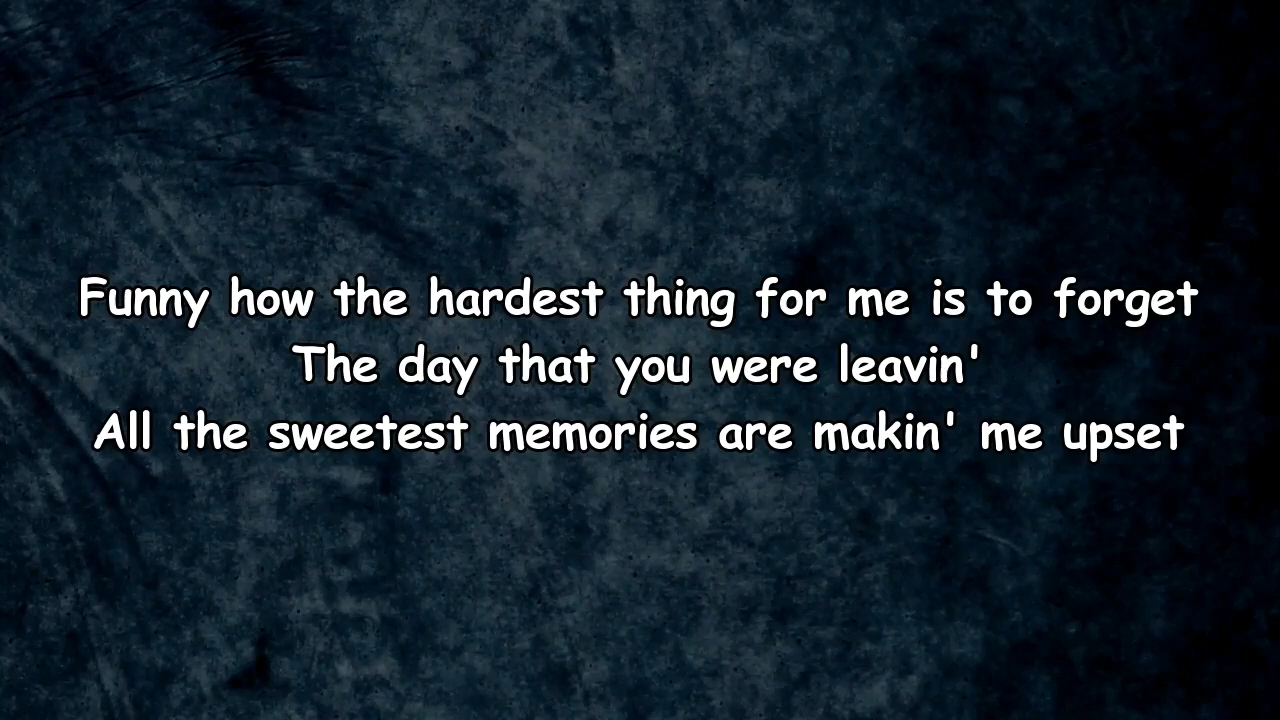 Funny how the hardest thing for me is to forget
The day that you were leavin'
All the sweetest memories are makin' me upset